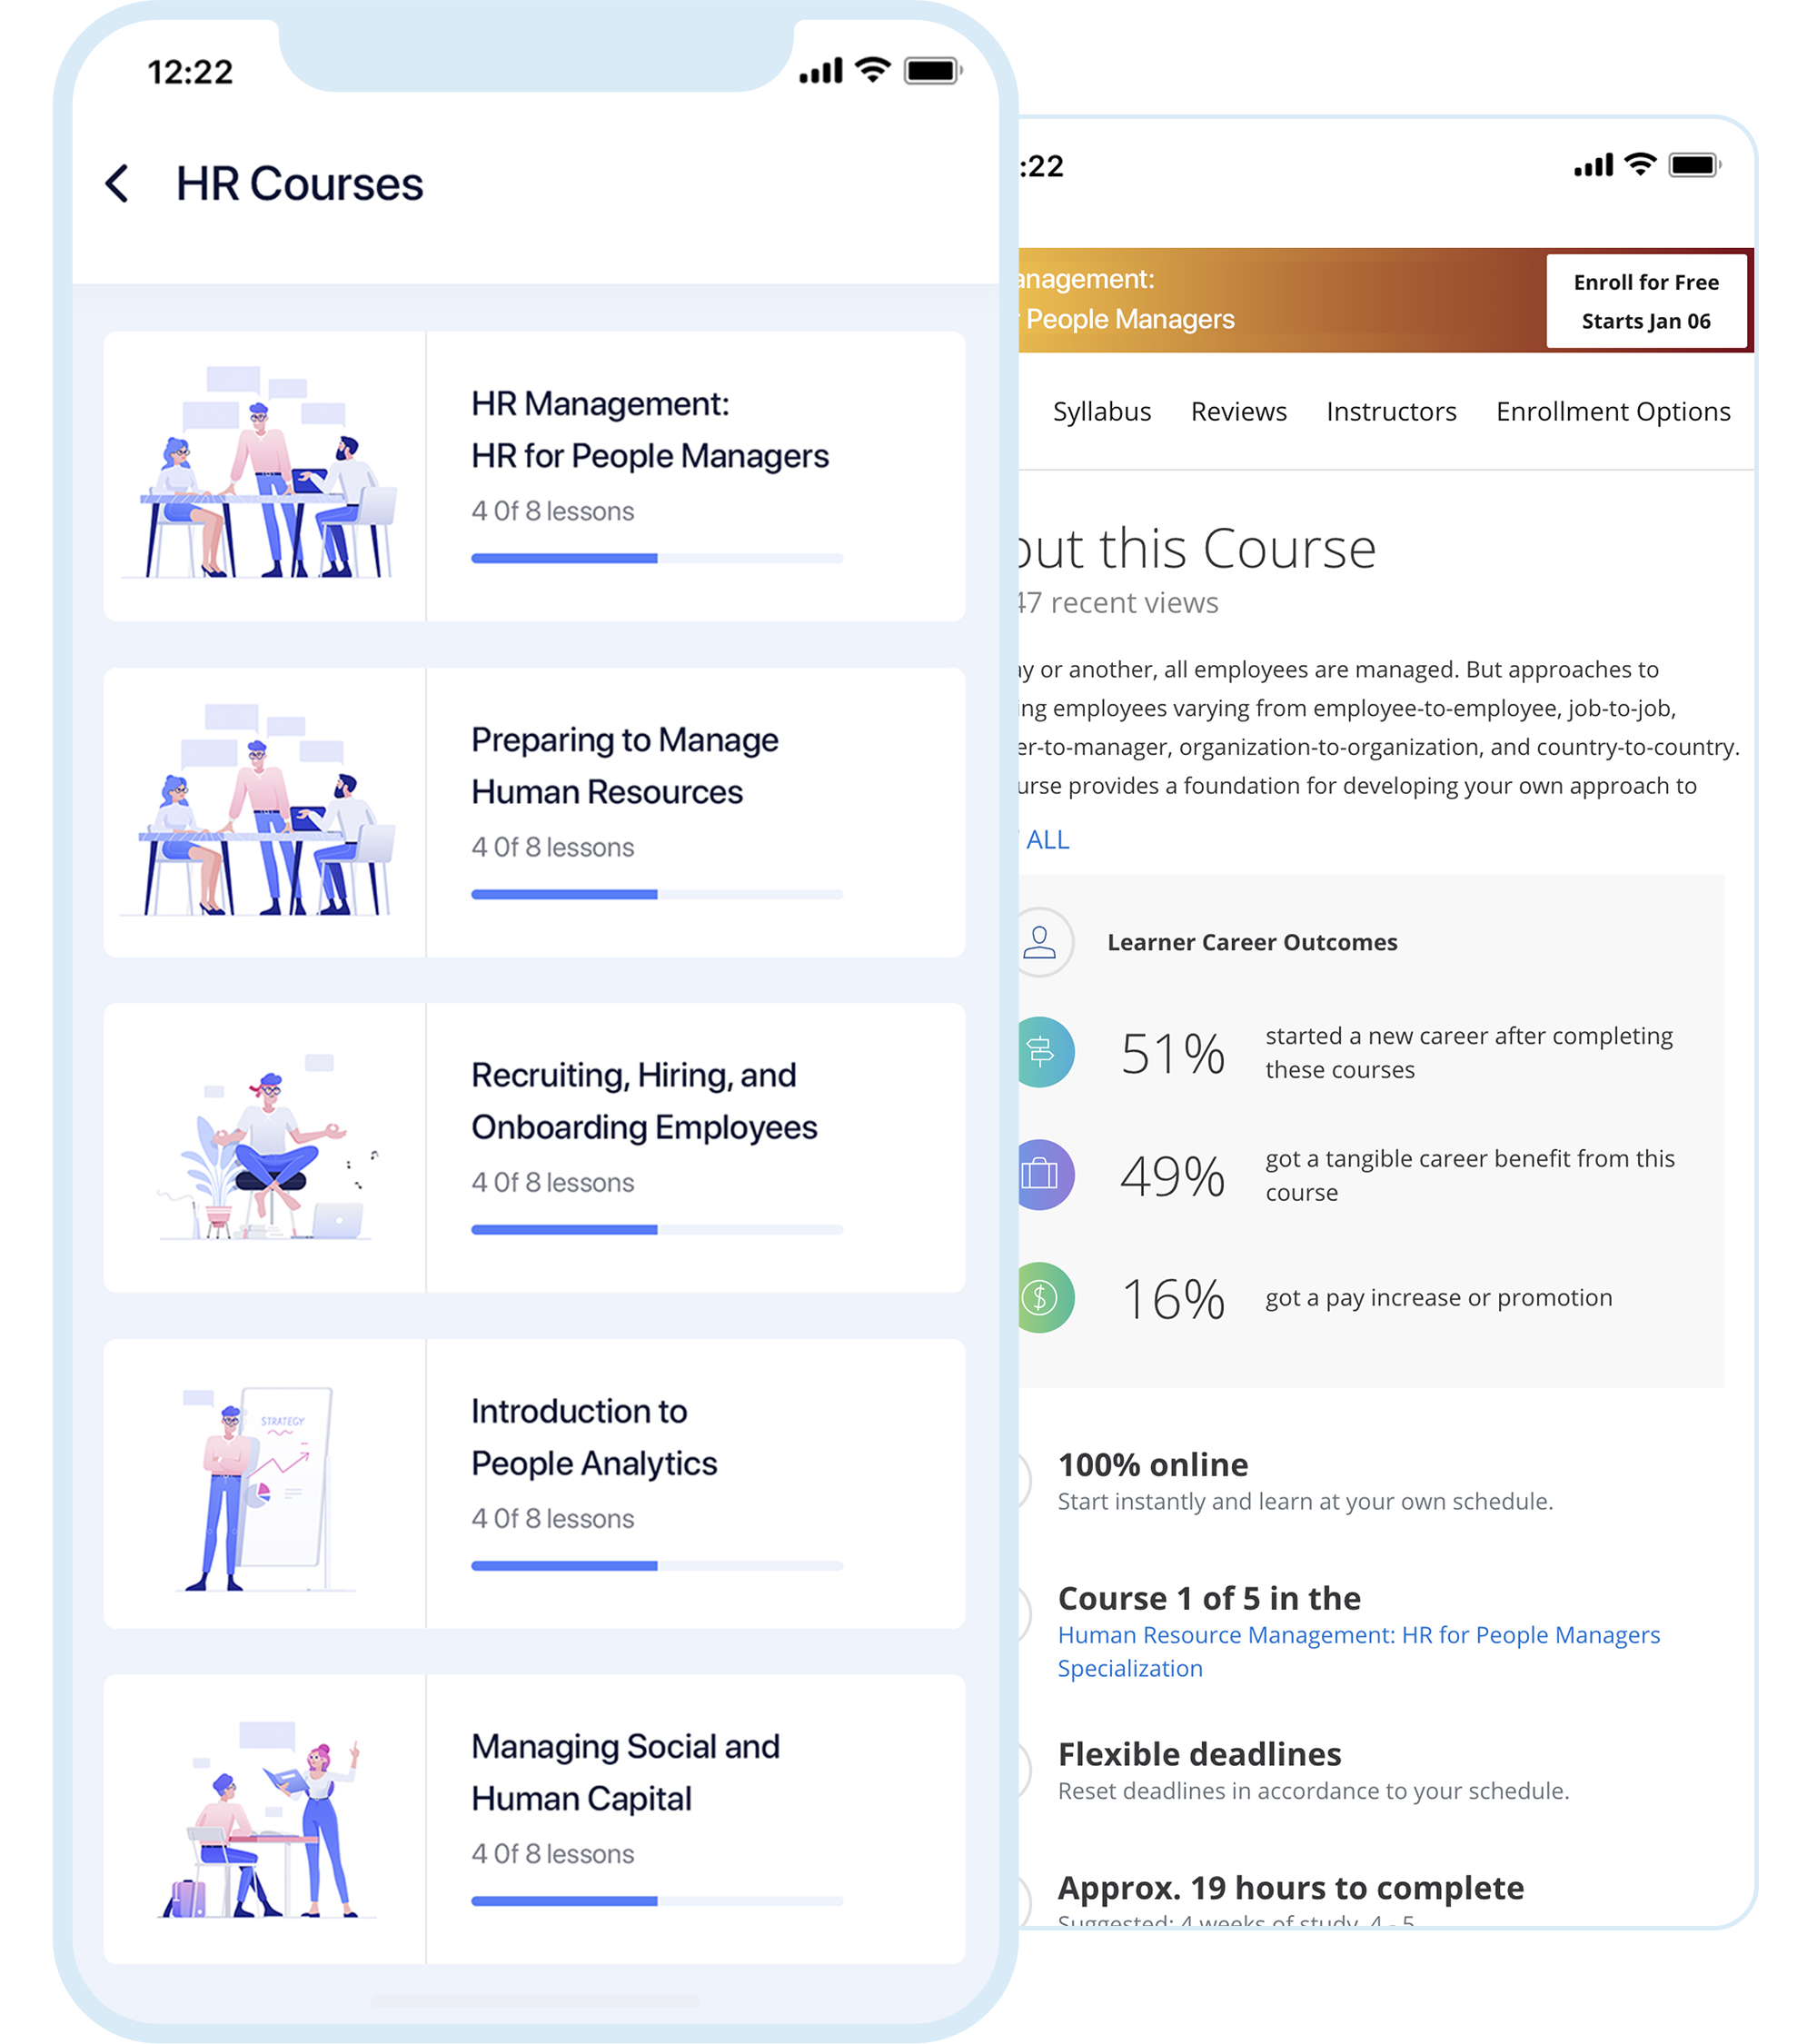 12:22
HR Courses
HR Management:
HR for People Managers
4 Of 8 lessons
Preparing to Manage
Human Resources
4 Of 8 lessons
Recruiting, Hiring, and
Onboarding Employees
4 Of 8 lessons
STRATEGY
Introduction to
People Analytics
4 Of 8 lessons
Managing Social and
Human Capital
4 Of 8 lessons
:22
anagement:
People Managers
Enroll for Free
Starts Jan 06
Syllabus Reviews Instructors Enrollment Options
out this Course
47 recent views
ay or another, all employees are managed. But approaches to
ing employees varying from employee-to-employee, job-to-job,
er-to-manager, organization-to-organization, and country-to-country.
urse provides a foundation for developing your own approach to
ALL
Learner Career Outcomes
51% started a new career after completing
these courses
49% got a tangible career benefit from this
course
$
16% got a pay increase or promotion
100% online
Start instantly and learn at your own schedule.
Course 1 of 5 in the
Human Resource Management: HR for People Managers
Specialization
Flexible deadlines
Reset deadlines in accordance to your schedule.
Approx. 19 hours to complete
Suggested: 4 weeks of study, 4 - 5